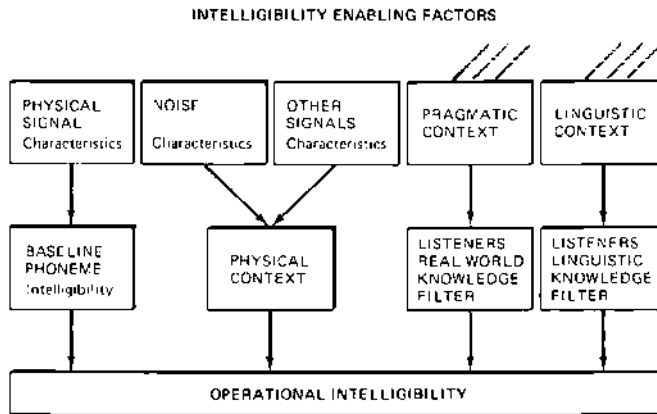 INTELLIGIBILITY ENABLING FACTORS
PHYSICAL
SIGNAL
Characteristics
NOISE
Characteristics
OTHER
SIGNALS
Characteristics
PRAGMATIC
CONTEXT
LINGUISTIC
CONTEXT
BASELINE
PHONEME
Intelligibility
PHYSICAL
CONTEXT
LISTENERS
REAL WORLD
KNOWLEDGE
FILTER
LISTENERS
LINGUISTIC
KNOWLEDGE
FILTER
OPERATIONAL INTELLIGIBILITY